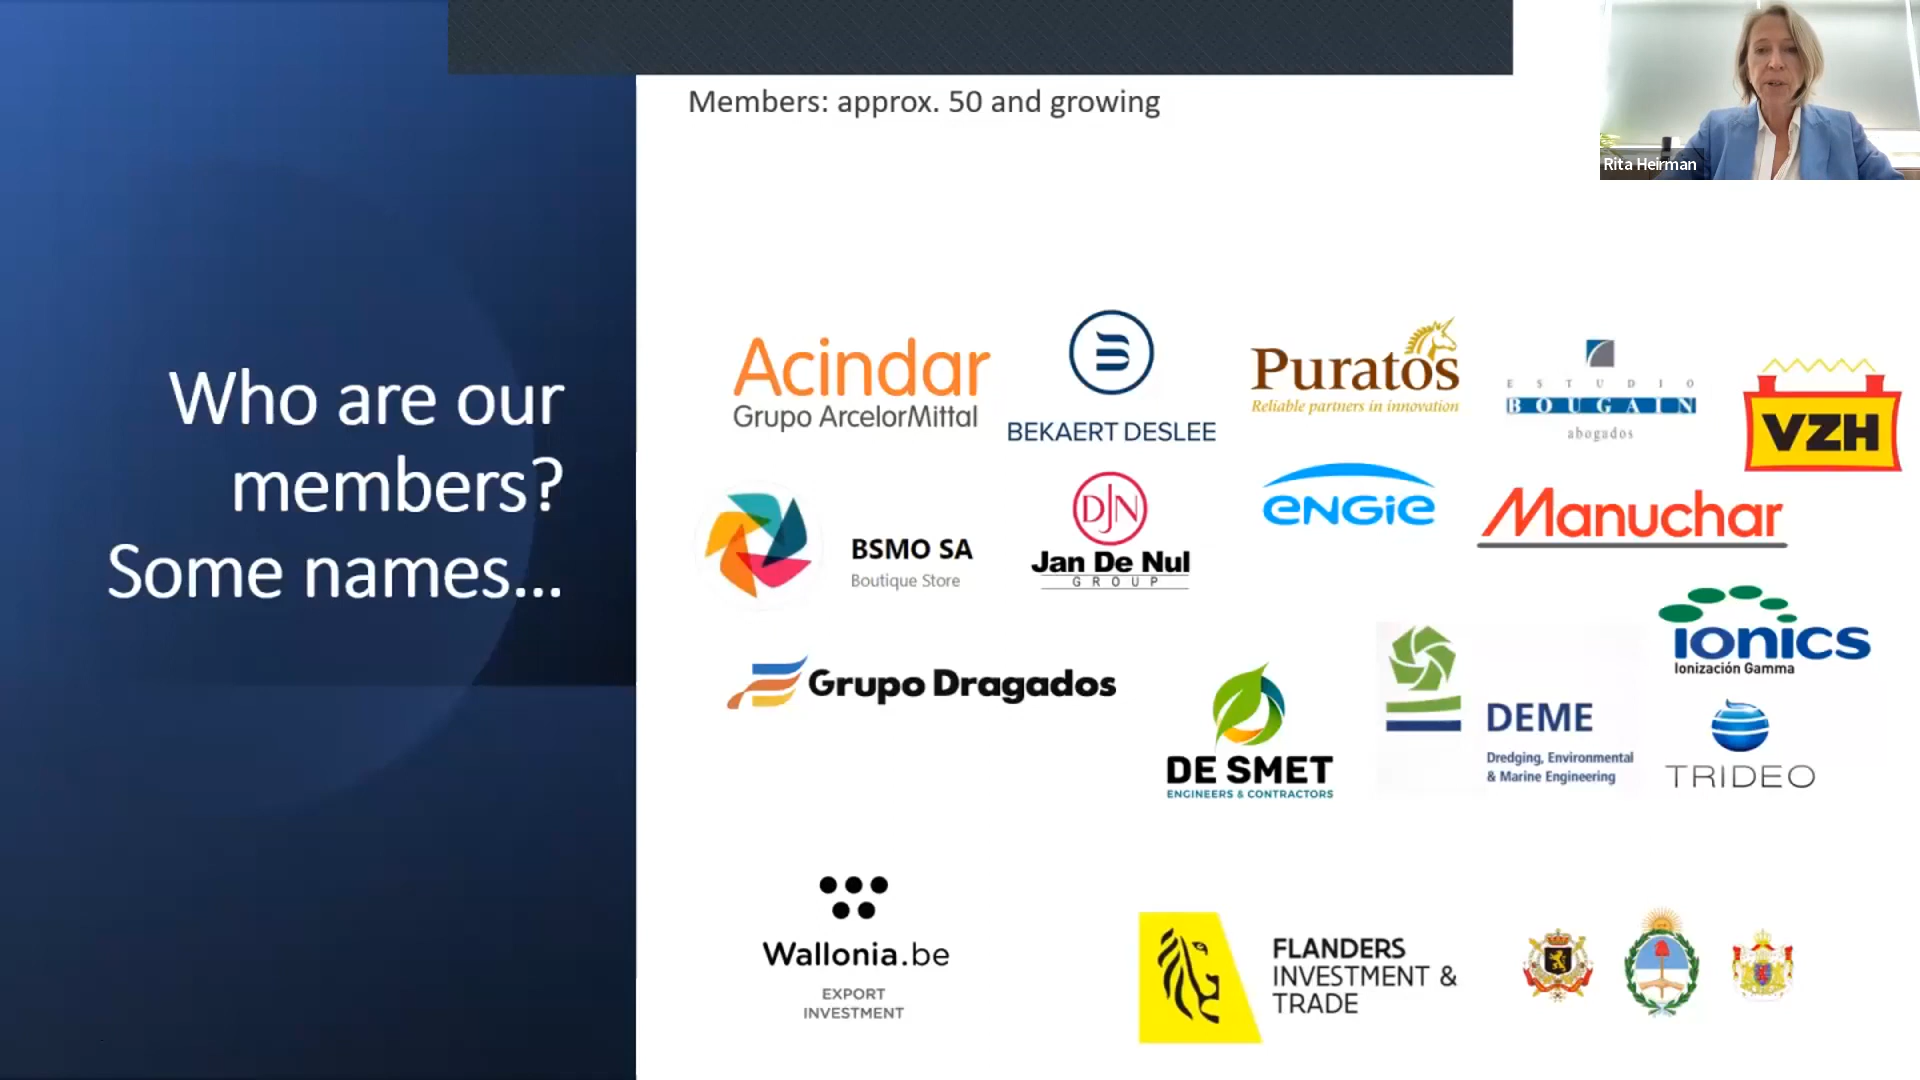 Members: approx. 50 and growing
Rita Heirman
Who are our
members?
Some names...
Acindar
Grupo ArcelorMittal
BEKAERT DESLEE
Puratos
Reliable partners in innovation
ESTUDIO
BOUGAIN
abogados
VZH
BSMO SA
Boutique Store
DJN
Jan De Nul
GROUP
ENGIE
Manuchar
Grupo Dragados
DE SMET
ENGINEERS & CONTRACTORS
DEME
Dredging, Environmental
& Marine Engineering
ionics
Ionización Gamma
TRIDEO
Wallonia.be
EXPORT
INVESTMENT
FLANDERS
INVESTMENT &
TRADE